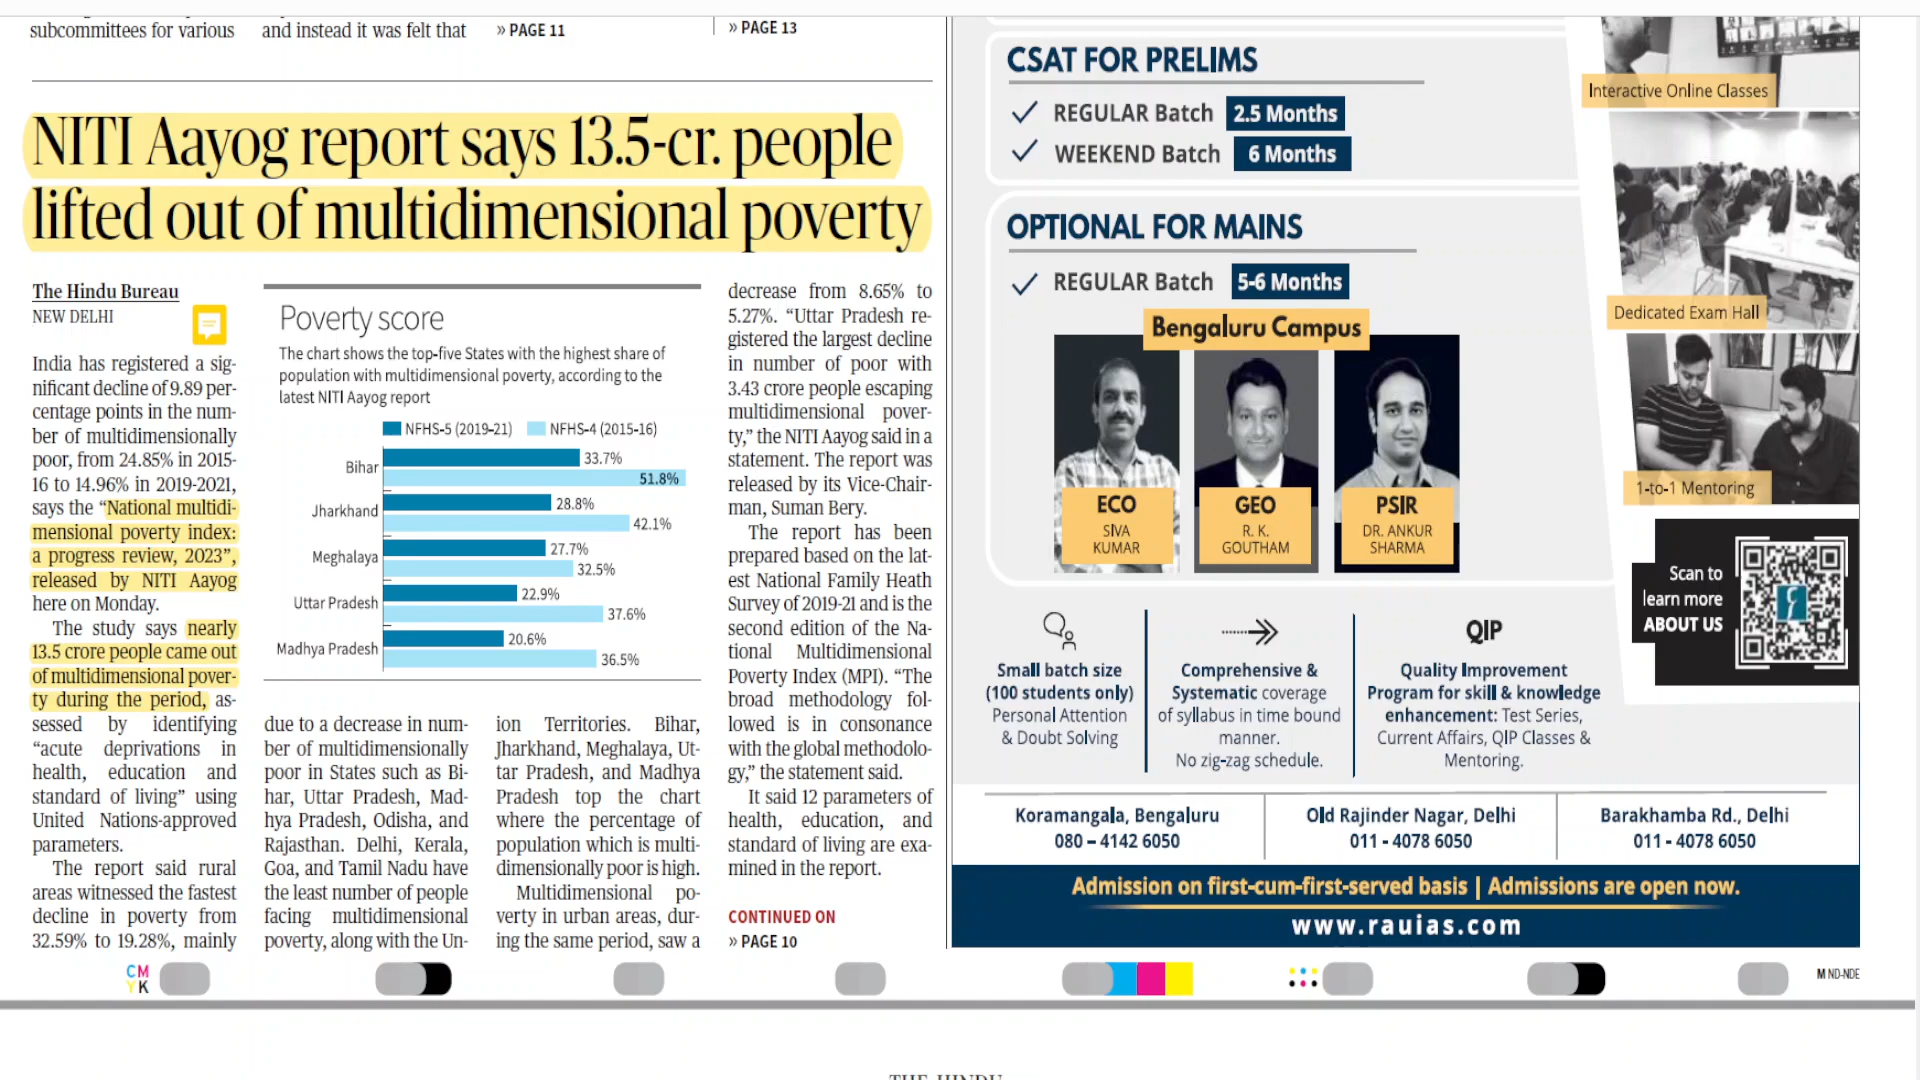 subcommittees for various
and instead it was felt that
» PAGE 11
» PAGE 13
NITI Aayog report says 13.5-cr. people
lifted out of multidimensional poverty
The Hindu Bureau
NEW DELHI
India has registered a sig-
nificant decline of 9.89 per-
centage points in the num-
ber of multidimensionally
poor, from 24.85% in 2015-
16 to 14.96% in 2019-2021,
says the “National multidi-
mensional poverty index:
a progress review, 2023”,
released by NITI Aayog
here on Monday.
The study says nearly
13.5 crore people came out
of multidimensional pover-
ty during the period, as-
sessed by identifying
“acute deprivations in
health, education and
standard of living” using
United Nations-approved
parameters.
The report said rural
areas witnessed the fastest
decline in poverty from
32.59% to 19.28%, mainly
Poverty score
The chart shows the top-five States with the highest share of
population with multidimensional poverty, according to the
latest NITI Aayog report
NFHS-5 (2019-21) NFHS-4 (2015-16)
Bihar 33.7%
51.8%
Jharkhand 28.8%
42.1%
Meghalaya 27.7%
32.5%
Uttar Pradesh 22.9%
37.6%
Madhya Pradesh 20.6%
36.5%
due to a decrease in num-
ber of multidimensionally
poor in States such as Bi-
har, Uttar Pradesh, Mad-
hya Pradesh, Odisha, and
Rajasthan. Delhi, Kerala,
Goa, and Tamil Nadu have
the least number of people
facing multidimensional
poverty, along with the Un-
ion Territories. Bihar,
Jharkhand, Meghalaya, Ut-
tar Pradesh, and Madhya
Pradesh top the chart
where the percentage of
population which is multi-
dimensionally poor is high.
Multidimensional po-
verty in urban areas, dur-
ing the same period, saw a
decrease from 8.65% to
5.27%. “Uttar Pradesh re-
gistered the largest decline
in number of poor with
3.43 crore people escaping
multidimensional pover-
ty,” the NITI Aayog said in a
statement. The report was
released by its Vice-Chair-
man, Suman Bery.
The report has been
prepared based on the lat-
est National Family Heath
Survey of 2019-21 and is the
second edition of the Na-
tional Multidimensional
Poverty Index (MPI). “The
broad methodology fol-
lowed is in consonance
with the global methodolo-
gy,” the statement said.
It said 12 parameters of
health, education, and
standard of living are exa-
mined in the report.
CONTINUED ON
» PAGE 10
CSAT FOR PRELIMS
REGULAR Batch 2.5 Months
WEEKEND Batch 6 Months
OPTIONAL FOR MAINS
REGULAR Batch 5-6 Months
Bengaluru Campus
ECO
SIVA
KUMAR
GEO
R. K.
GOUTHAM
PSIR
DR. ANKUR
SHARMA
Interactive Online Classes
Dedicated Exam Hall
1-to-1 Mentoring
Scan to
learn more
ABOUT US
Small batch size
(100 students only)
Personal Attention
& Doubt Solving
Comprehensive &
Systematic coverage
of syllabus in time bound
manner.
No zig-zag schedule.
QIP
Quality Improvement
Program for skill & knowledge
enhancement: Test Series,
Current Affairs, QIP Classes &
Mentoring.
Koramangala, Bengaluru
080 – 4142 6050
Old Rajinder Nagar, Delhi
011 - 4078 6050
Barakhamba Rd., Delhi
011 - 4078 6050
Admission on first-cum-first-served basis | Admissions are open now.
www.rauias.com
CM
YK
M ND-NDE
THE HINDU